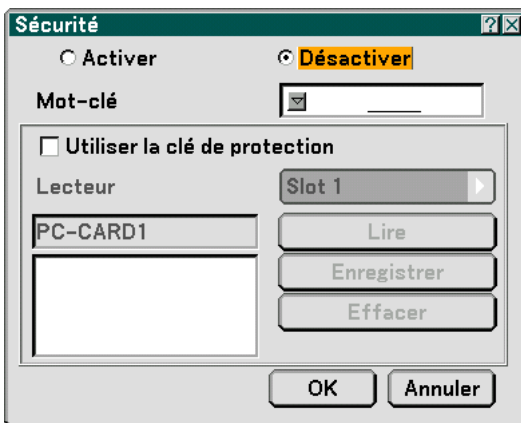 Sécurité
Activer Désactiver
Mot-clé
Utiliser la clé de protection
Lecteur Slot 1
PC-CARD1 Lire
Enregistrer
Effacer
OK Annuler